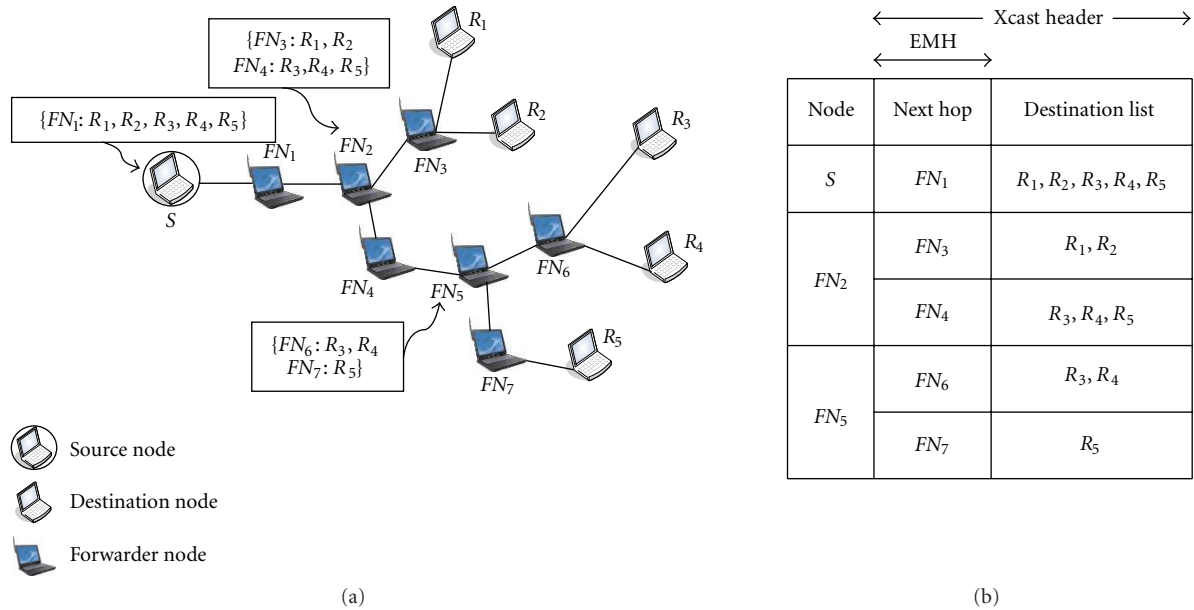 {FN₃: R₁, R₂
FN₄: R₃,R₄, R₅}
{FN₁: R₁, R₂, R₃, R₄, R₅}
R₁
R₂
R₃
FN₁
FN₂
FN₃
S
R₄
FN₄
FN₅
FN₆
{FN₆: R₃, R₄
FN₇: R₅}
R₅
FN₇
Source node
Destination node
Forwarder node
(a)
Xcast header
EMH
Node Next hop Destination list
S FN₁ R₁, R₂, R₃, R₄, R₅
FN₂
FN₃ R₁, R₂
FN₄ R₃, R₄, R₅
FN₅
FN₆ R₃, R₄
FN₇ R₅
(b)